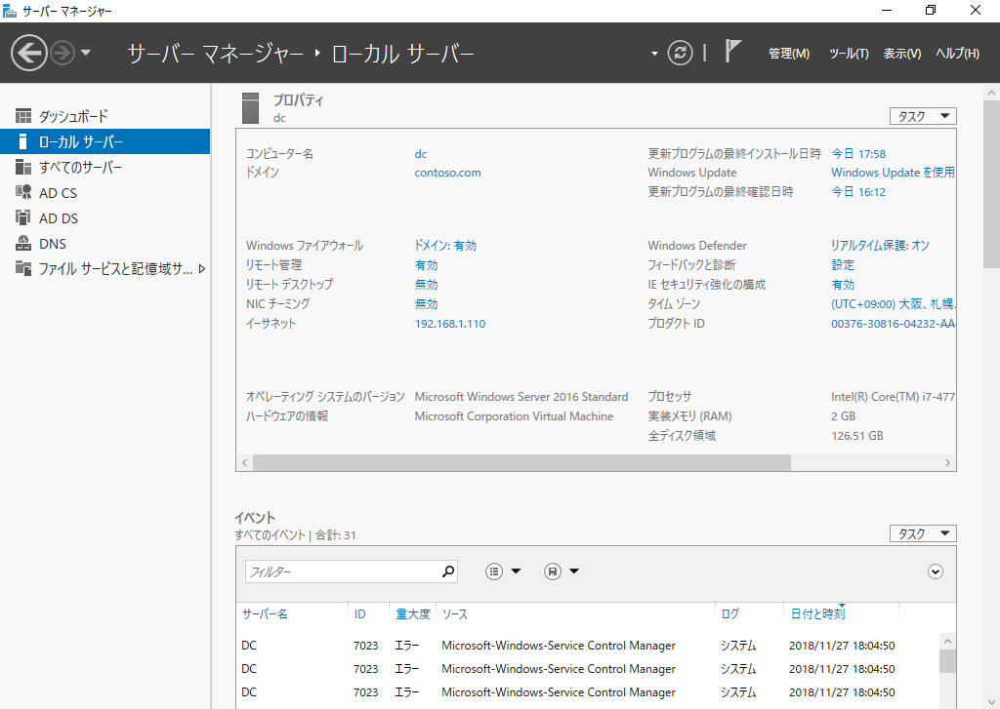 サーバー マネージャー
サーバー マネージャー ローカル サーバー
管理(M) ツール(T) 表示(V) ヘルプ(H)
ダッシュボード
ローカル サーバー
すべてのサーバー
AD CS
AD DS
DNS
ファイル サービスと記憶域サ...
プロパティ
dc
タスク
コンピューター名 dc 更新プログラムの最終インストール日時 今日 17:58
ドメイン contoso.com Windows Update Windows Update を使用
更新プログラムの最終確認日時 今日 16:12
Windows ファイアウォール ドメイン: 有効 Windows Defender リアルタイム保護: オン
リモート管理 有効 フィードバックと診断 設定
リモート デスクトップ 無効 IE セキュリティ強化の構成 有効
NIC チーミング 無効 タイム ゾーン (UTC+09:00) 大阪、札幌、
イーサネット 192.168.1.110 プロダクト ID 00376-30816-04232-AA
オペレーティング システムのバージョン Microsoft Windows Server 2016 Standard プロセッサ Intel(R) Core(TM) i7-477
ハードウェアの情報 Microsoft Corporation Virtual Machine 実装メモリ (RAM) 2 GB
全ディスク領域 126.51 GB
イベント
すべてのイベント | 合計: 31
タスク
フィルター
サーバー名 ID 重大度 ソース ログ 日付と時刻
DC 7023 エラー Microsoft-Windows-Service Control Manager システム 2018/11/27 18:04:50
DC 7023 エラー Microsoft-Windows-Service Control Manager システム 2018/11/27 18:04:50
DC 7023 エラー Microsoft-Windows-Service Control Manager システム 2018/11/27 18:04:50